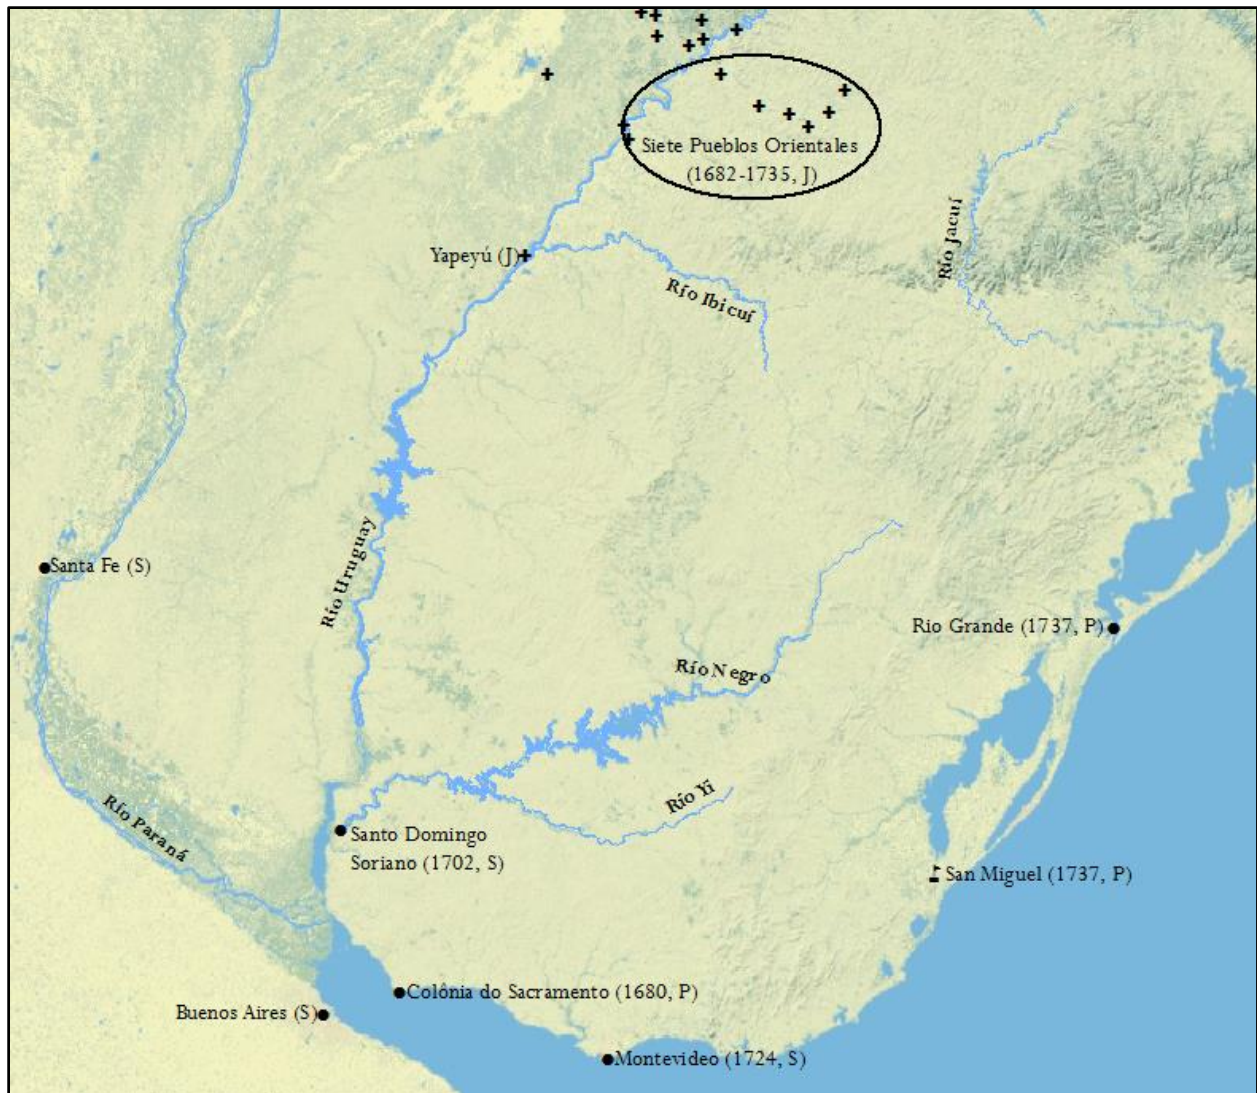 Siete Pueblos Orientales
(1682-1735, J)
Río Jacuí
Yapeyú (J)
Río Ibicuí
Río Uruguay
Santa Fe (S)
Rio Grande (1737, P)
Río Negro
Río Yi
Río Paraná
Santo Domingo
Soriano (1702, S)
San Miguel (1737, P)
Colônia do Sacramento (1680, P)
Buenos Aires (S)
Montevideo (1724, S)